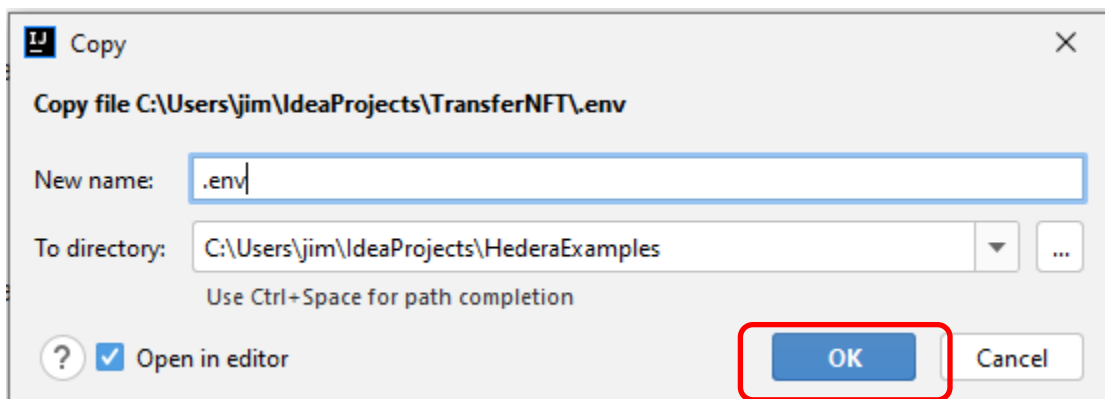 IJ Copy
Copy file C:\Users\jim\IdeaProjects\TransferNFT\.env
New name: .env
To directory: C:\Users\jim\IdeaProjects\HederaExamples ...
Use Ctrl+Space for path completion
? Open in editor OK Cancel